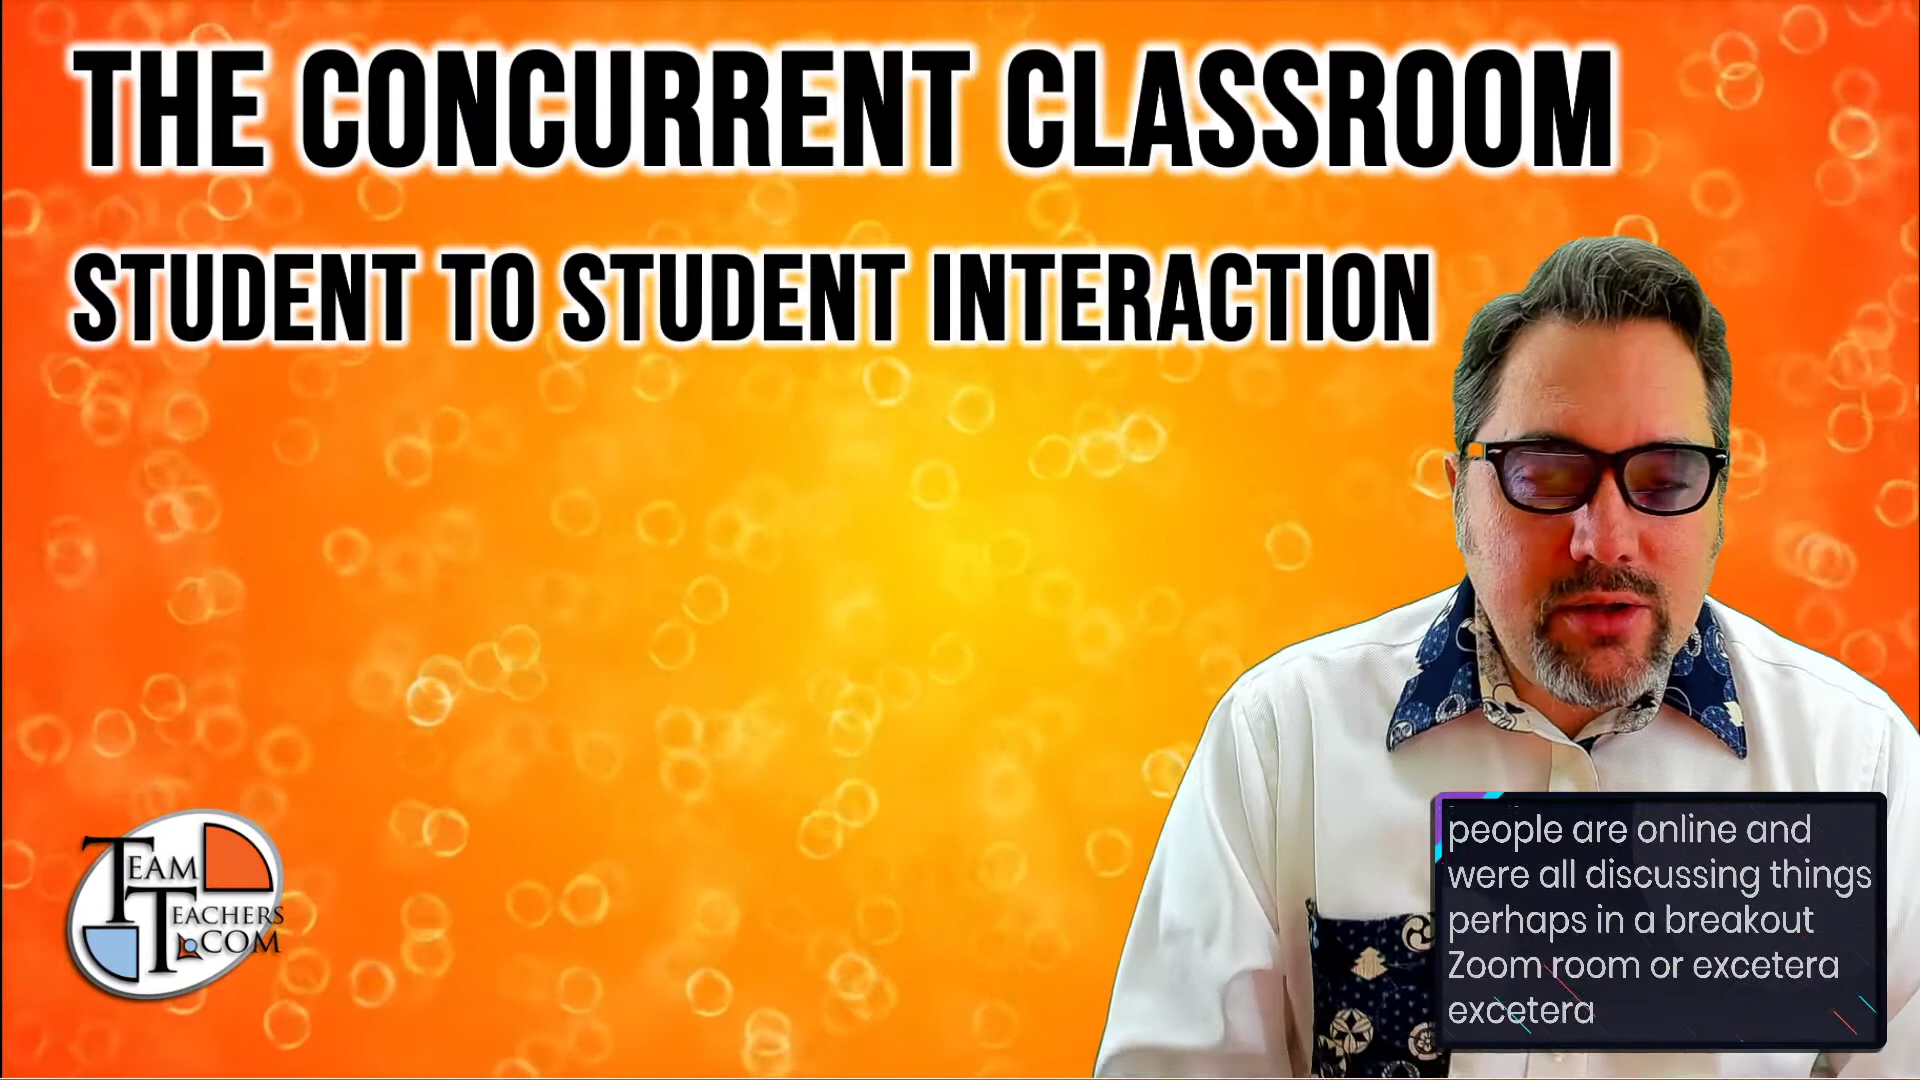 THE CONCURRENT CLASSROOM
STUDENT TO STUDENT INTERACTION
TEAM
TEACHERS
.COM
people are online and
were all discussing things
perhaps in a breakout
Zoom room or excetera
excetera